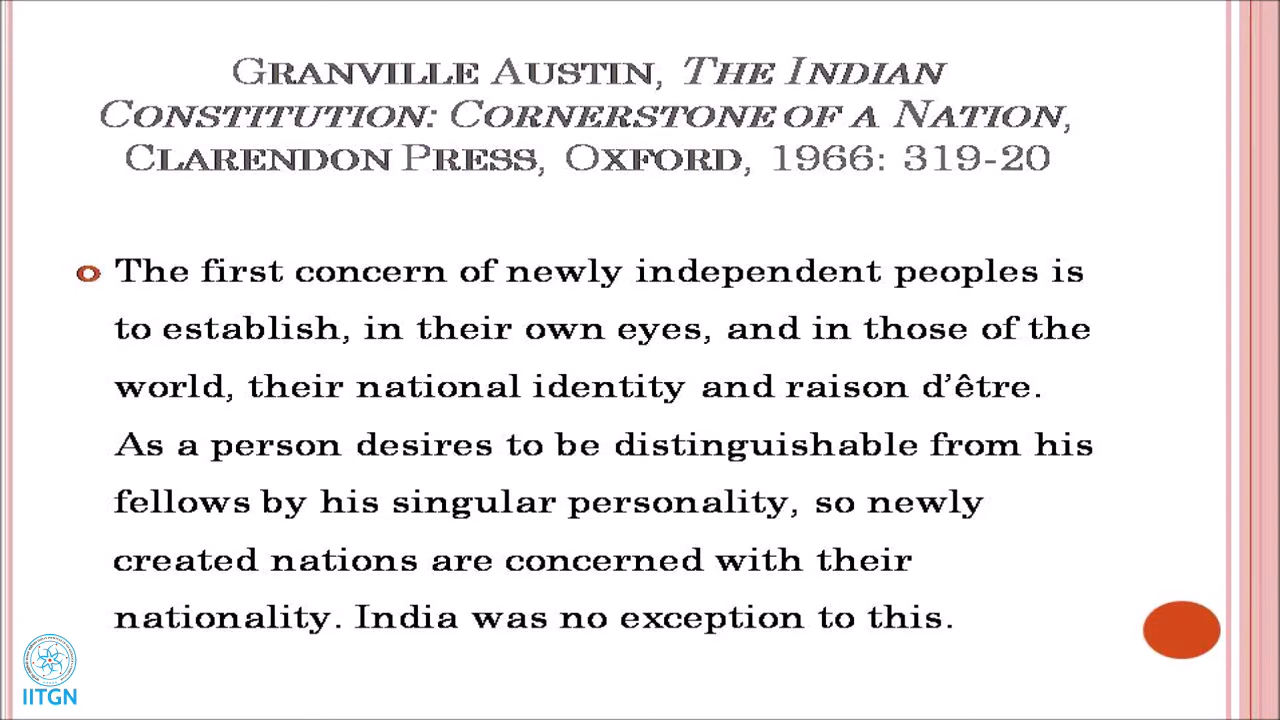 GRANVILLE AUSTIN, THE INDIAN
CONSTITUTION: CORNERSTONE OF A NATION,
CLARENDON PRESS, OXFORD, 1966: 319-20
The first concern of newly independent peoples is
to establish, in their own eyes, and in those of the
world, their national identity and raison d’être.
As a person desires to be distinguishable from his
fellows by his singular personality, so newly
created nations are concerned with their
nationality. India was no exception to this.
IITGN